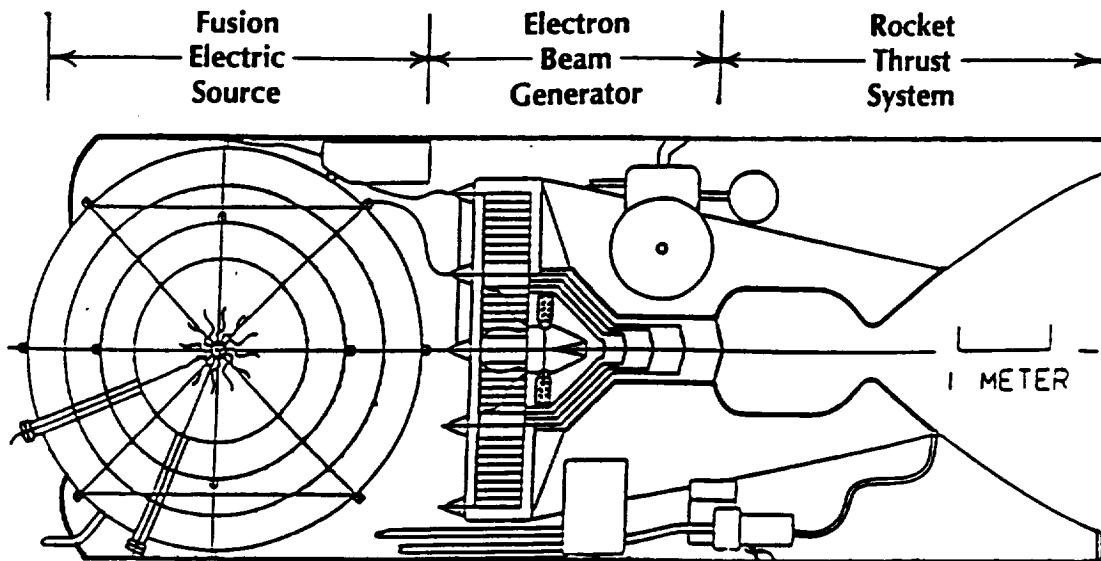 Fusion
Electric
Source
Electron
Beam
Generator
Rocket
Thrust
System
1 METER